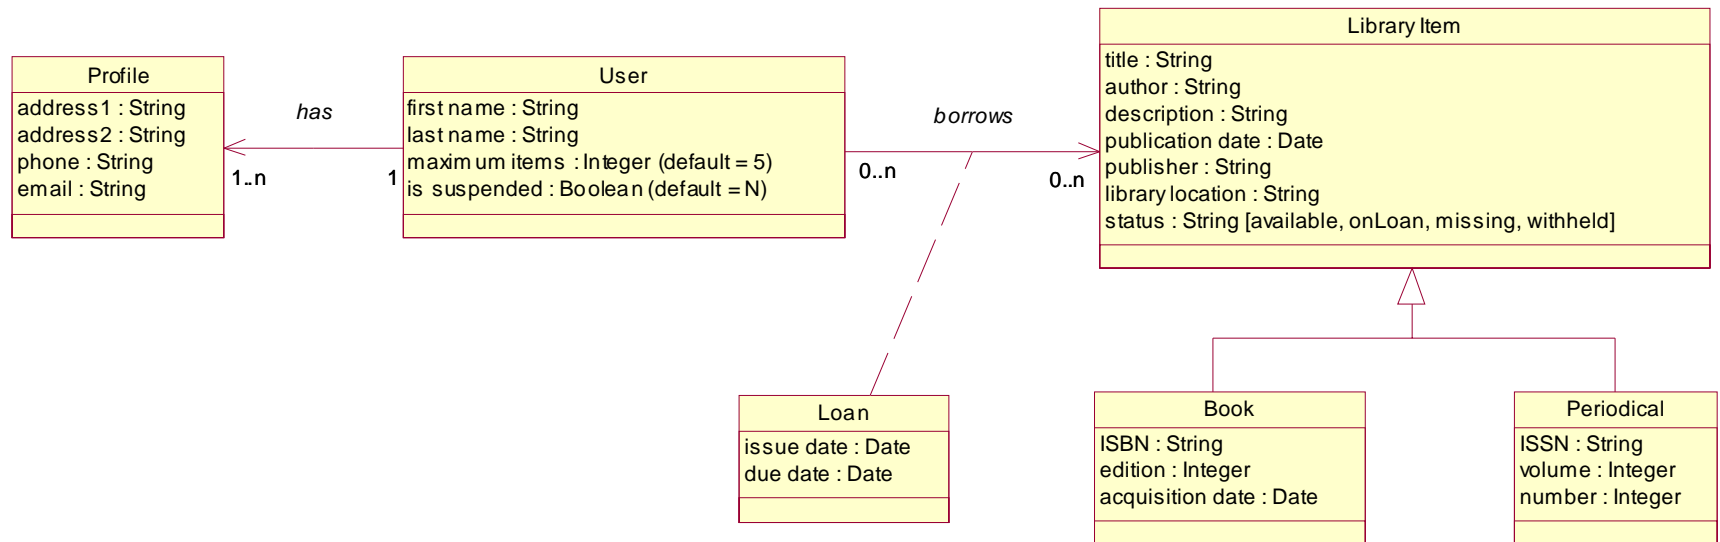 Profile
address1 : String
address2 : String
phone : String
email : String
has
1..n
1
User
first name : String
last name : String
maximum items : Integer (default = 5)
is suspended : Boolean (default = N)
borrows
0..n
0..n
Library Item
title : String
author : String
description : String
publication date : Date
publisher : String
library location : String
status : String [available, onLoan, missing, withheld]
Loan
issue date : Date
due date : Date
Book
ISBN : String
edition : Integer
acquisition date : Date
Periodical
ISSN : String
volume : Integer
number : Integer